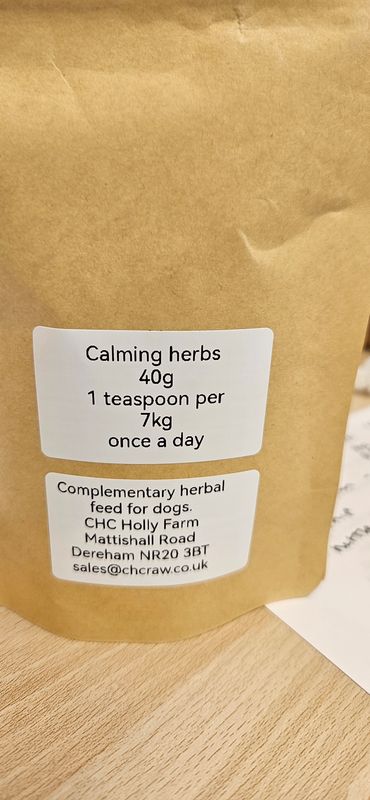 Calming herbs
40g
1 teaspoon per
7kg
once a day
Complementary herbal
feed for dogs.
CHC Holly Farm
Mattishall Road
Dereham NR20 3BT
sales@chcraw.co.uk